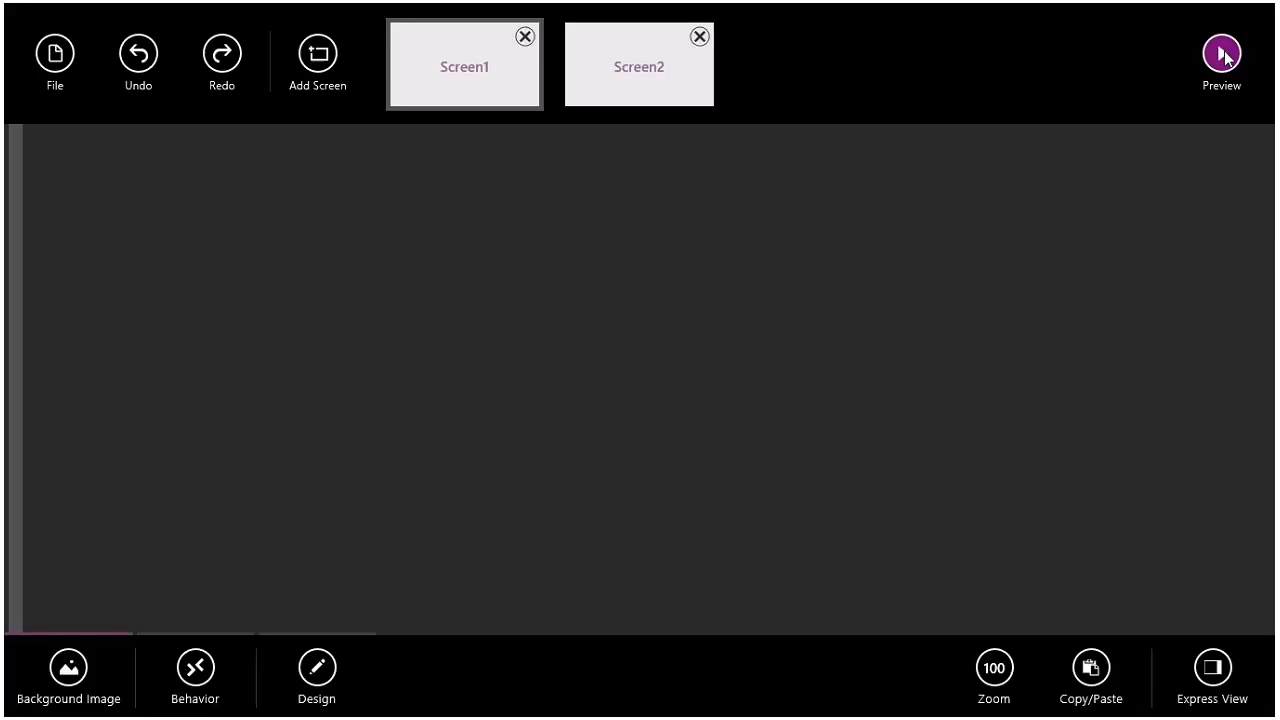 File
Undo
Redo
Add Screen
Screen1
Screen2
Preview
Background Image
Behavior
Design
100
Zoom
Copy/Paste
Express View